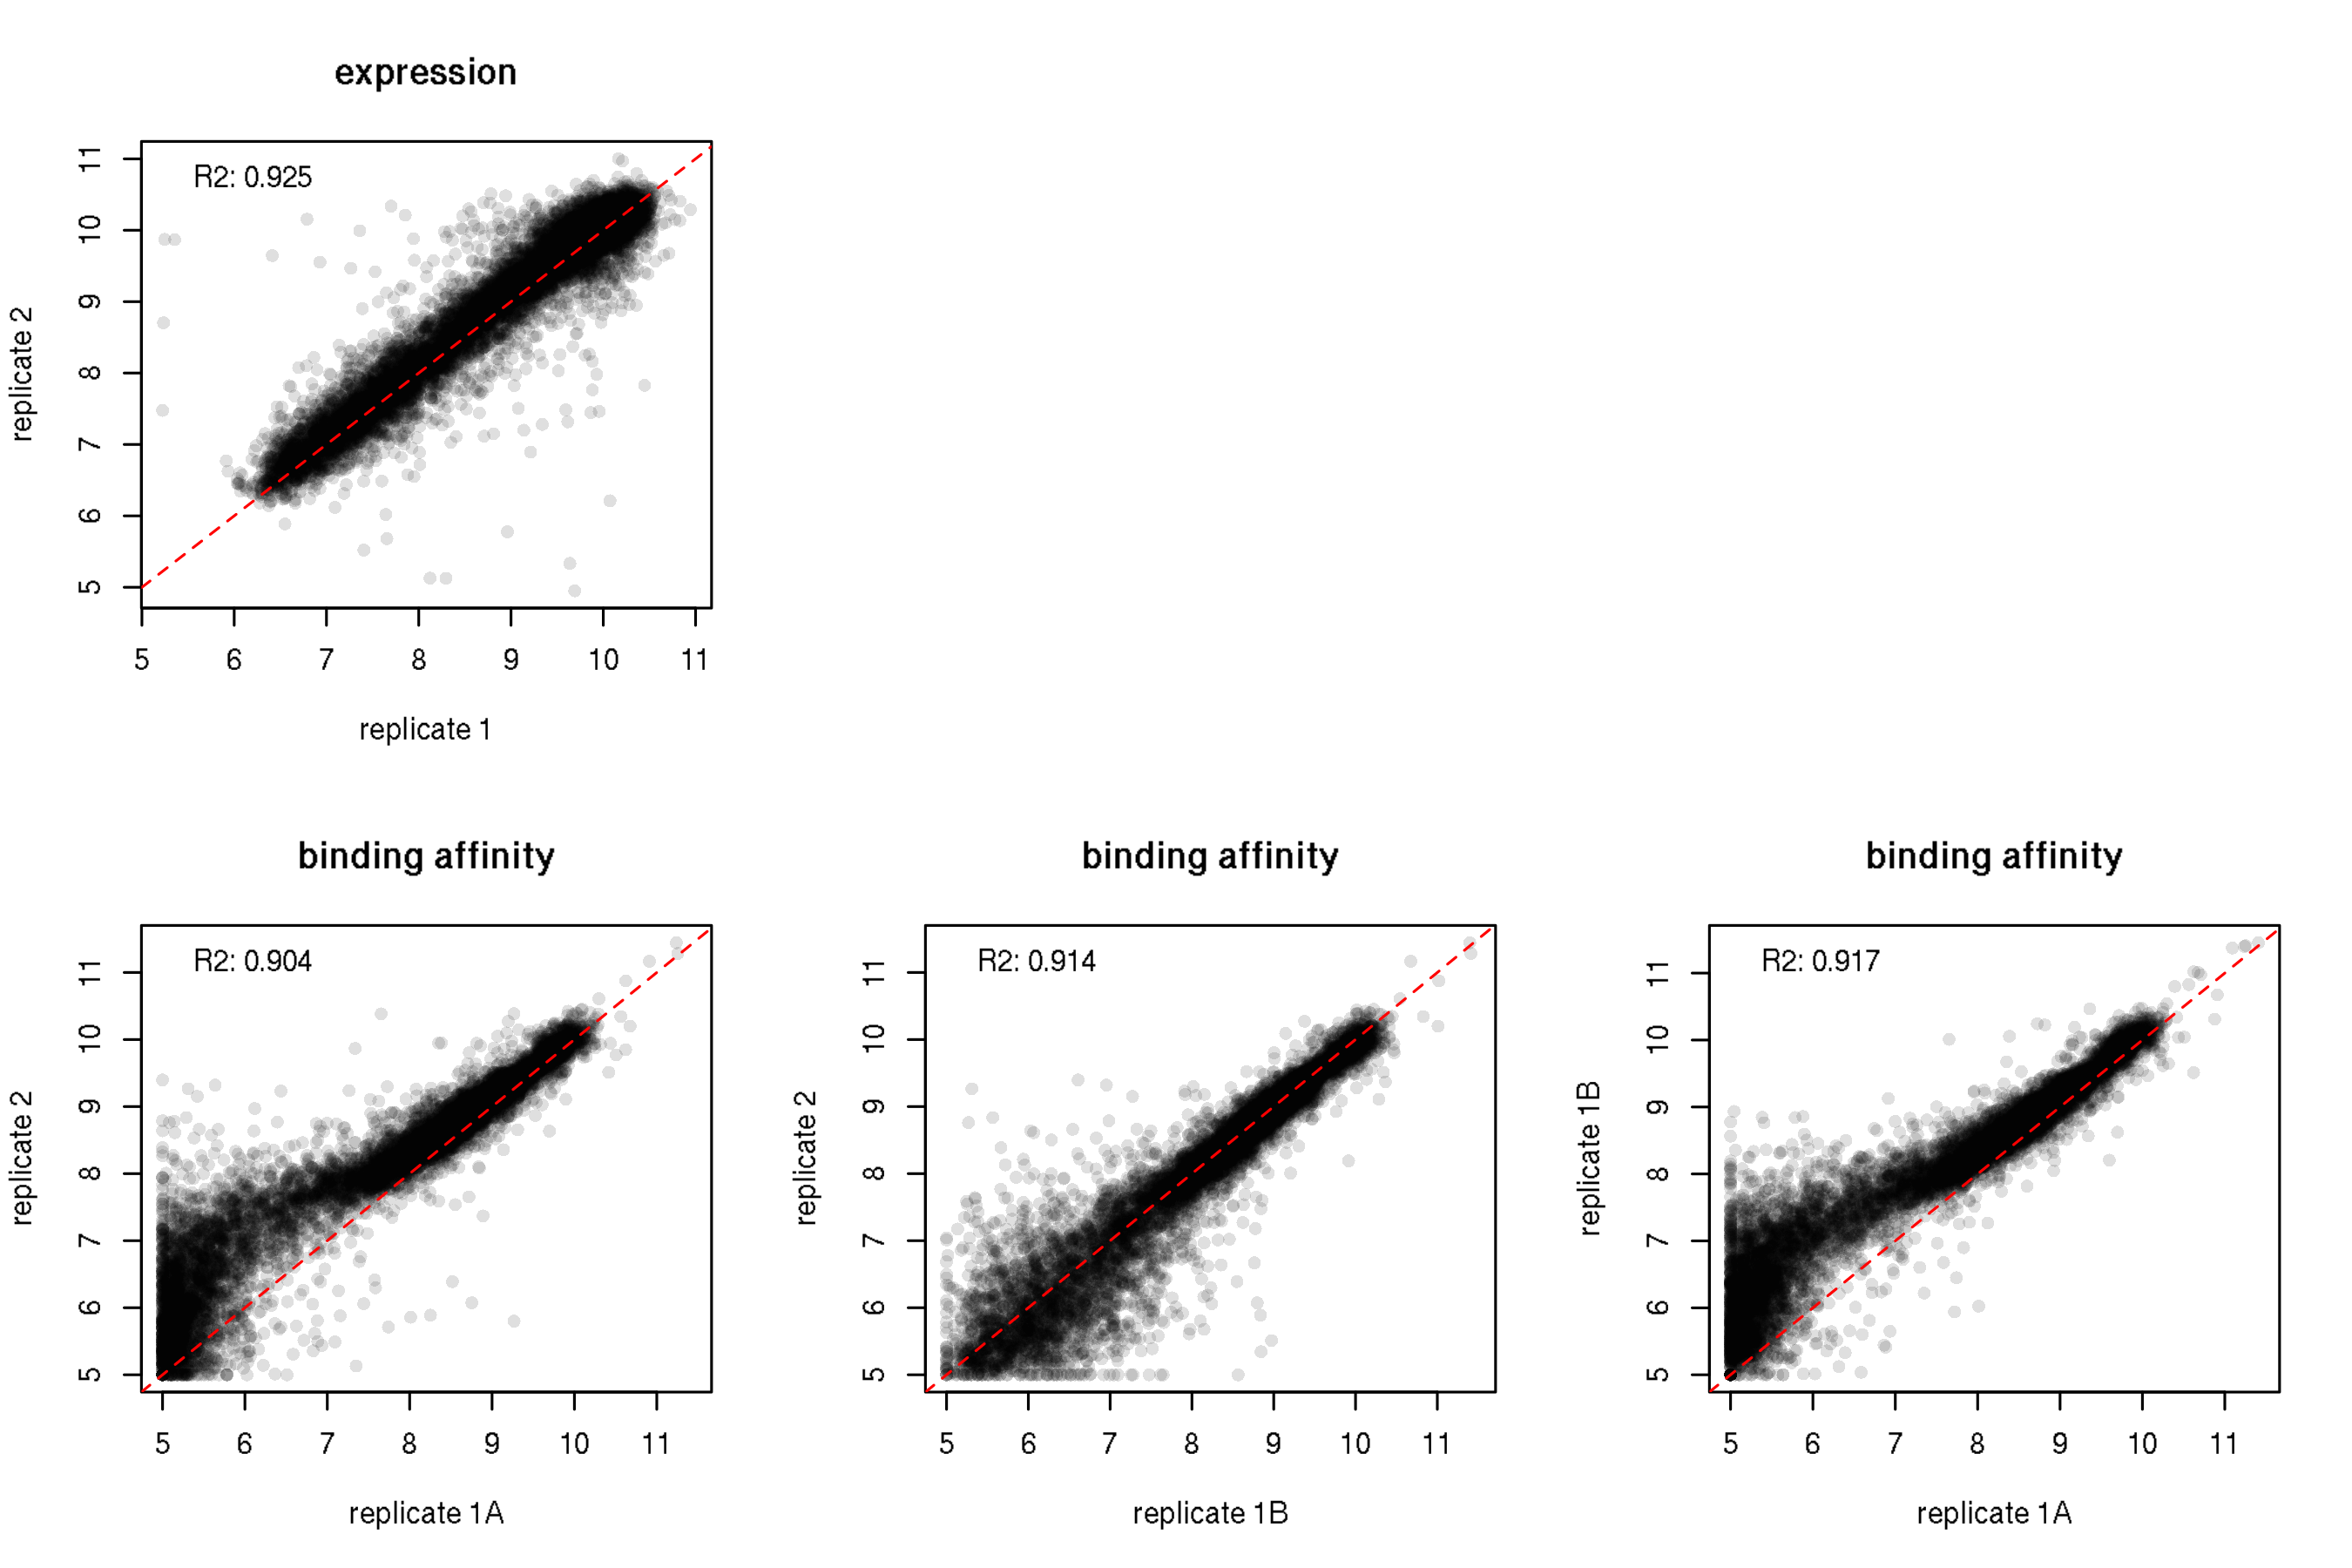 expression
R2: 0.925
11
10
9
8
7
6
5
replicate 2
5 6 7 8 9 10 11
replicate 1
binding affinity
R2: 0.904
11
10
9
8
7
6
5
replicate 2
5 6 7 8 9 10 11
replicate 1A
binding affinity
R2: 0.914
11
10
9
8
7
6
5
replicate 2
5 6 7 8 9 10 11
replicate 1B
binding affinity
R2: 0.917
11
10
9
8
7
6
5
replicate 1B
5 6 7 8 9 10 11
replicate 1A